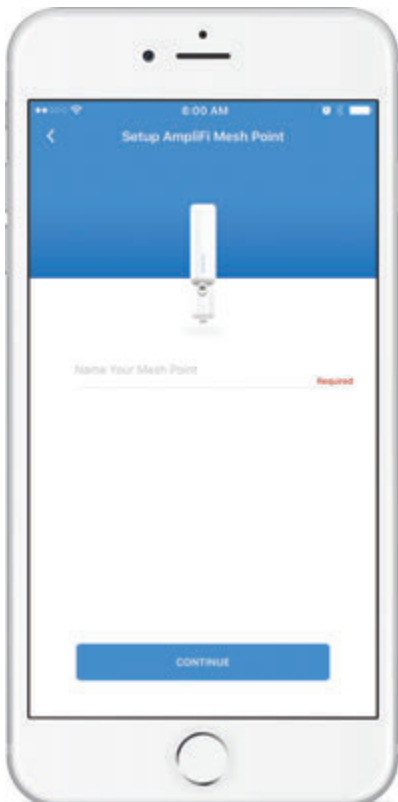 8:00 AM
Setup AmpliFi Mesh Point
Name Your Mesh Point
Required
CONTINUE